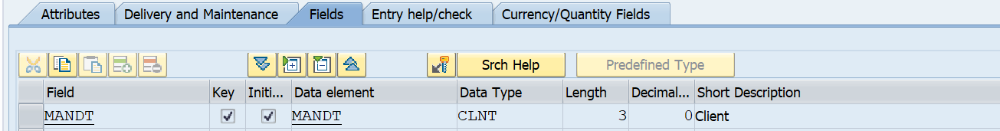 Attributes Delivery and Maintenance Fields Entry help/check Currency/Quantity Fields
Srch Help Predefined Type
Field Key Initi... Data element Data Type Length Decimal... Short Description
MANDT MANDT CLNT 3 0 Client